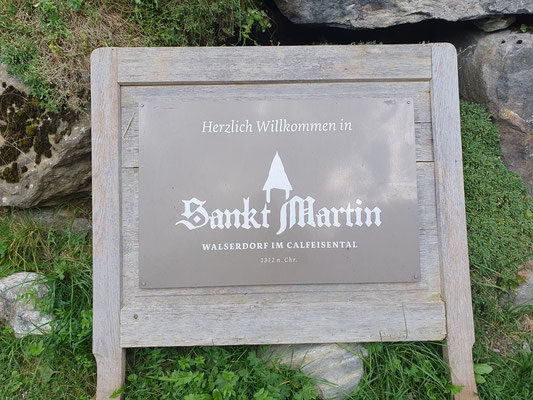 Herzlich Willkommen in
Sankt Martin
WALSERDORF IM CALFEISENTAL
1312 n. Chr.